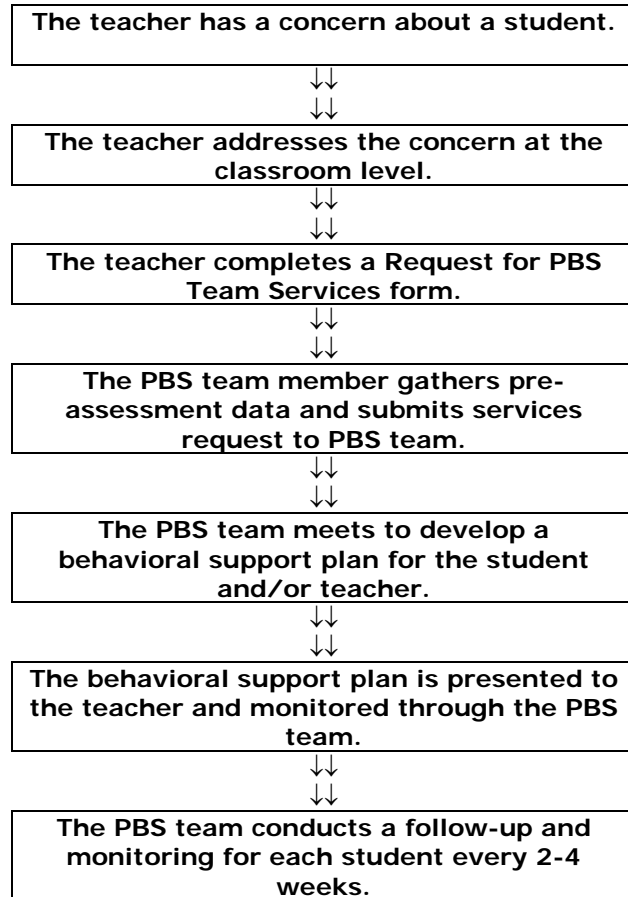 The teacher has a concern about a student.
↓↓
↓↓
The teacher addresses the concern at the
classroom level.
↓↓
↓↓
The teacher completes a Request for PBS
Team Services form.
↓↓
↓↓
The PBS team member gathers pre-
assessment data and submits services
request to PBS team.
↓↓
↓↓
The PBS team meets to develop a
behavioral support plan for the student
and/or teacher.
↓↓
↓↓
The behavioral support plan is presented to
the teacher and monitored through the PBS
team.
↓↓
↓↓
The PBS team conducts a follow-up and
monitoring for each student every 2-4
weeks.